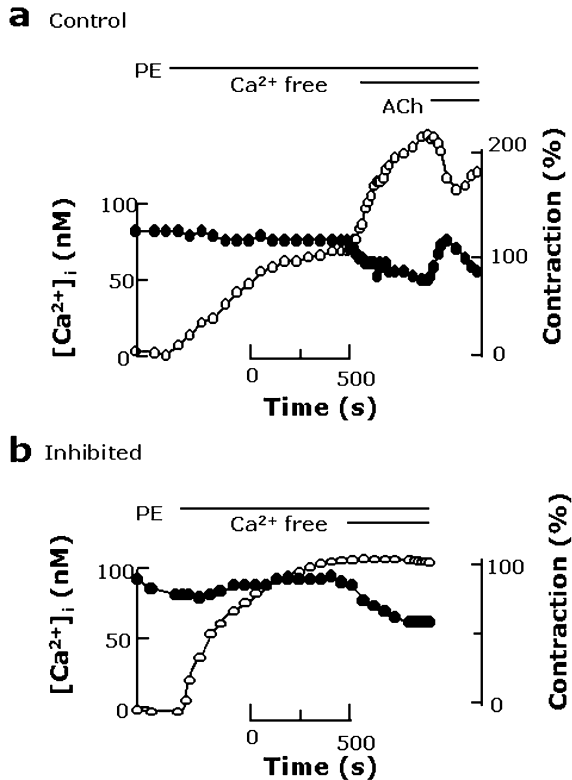 a Control
PE
Ca²⁺ free
ACh
200
100
100
50
0
0
[Ca²⁺]ᵢ (nM)
Contraction (%)
0 500
Time (s)
b Inhibited
PE
Ca²⁺ free
100
100
50
0
0
[Ca²⁺]ᵢ (nM)
Contraction (%)
0 500
Time (s)